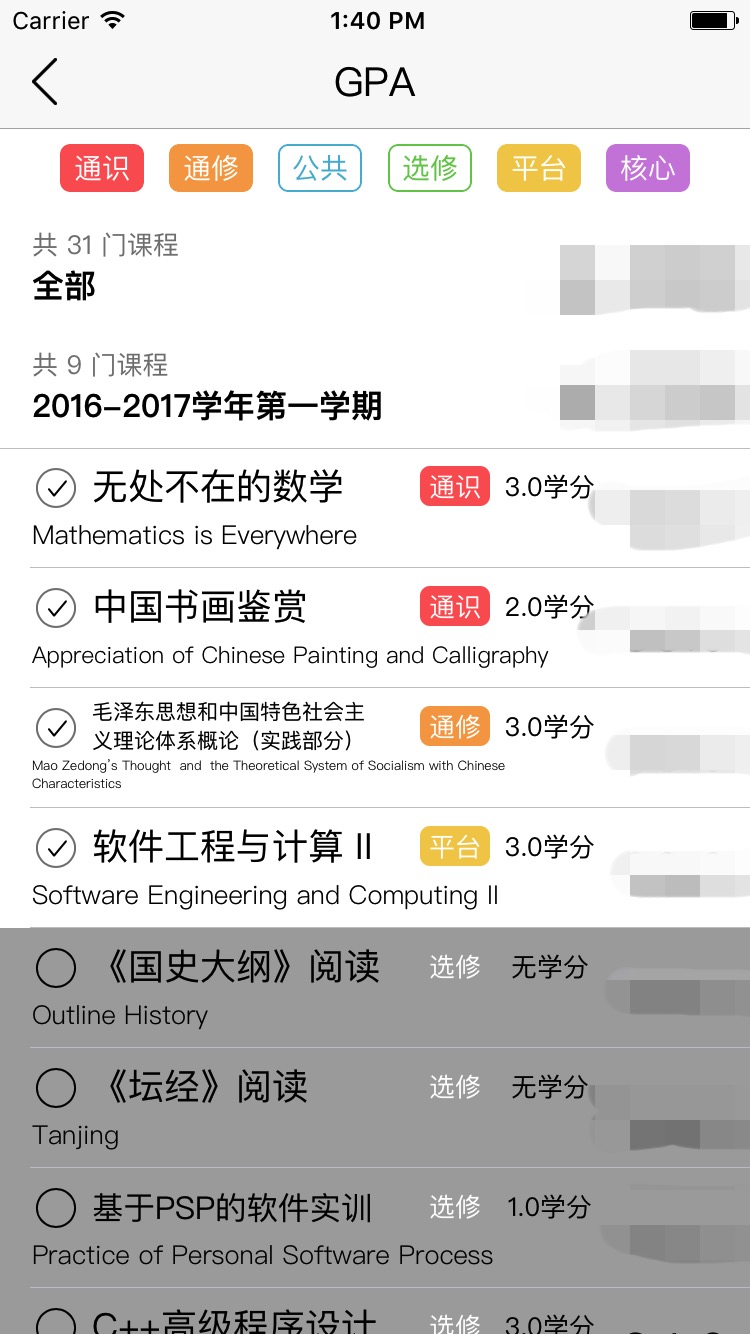 Carrier 1:40 PM
GPA
通识 通修 公共 选修 平台 核心
共 31 门课程
全部
共 9 门课程
2016-2017学年第一学期
无处不在的数学 通识 3.0学分
Mathematics is Everywhere
中国书画鉴赏 通识 2.0学分
Appreciation of Chinese Painting and Calligraphy
毛泽东思想和中国特色社会主
义理论体系概论（实践部分） 通修 3.0学分
Mao Zedong's Thought and the Theoretical System of Socialism with Chinese
Characteristics
软件工程与计算 II 平台 3.0学分
Software Engineering and Computing II
《国史大纲》阅读 选修 无学分
Outline History
《坛经》阅读 选修 无学分
Tanjing
基于PSP的软件实训 选修 1.0学分
Practice of Personal Software Process
C++高级程序设计 选修 3.0学分